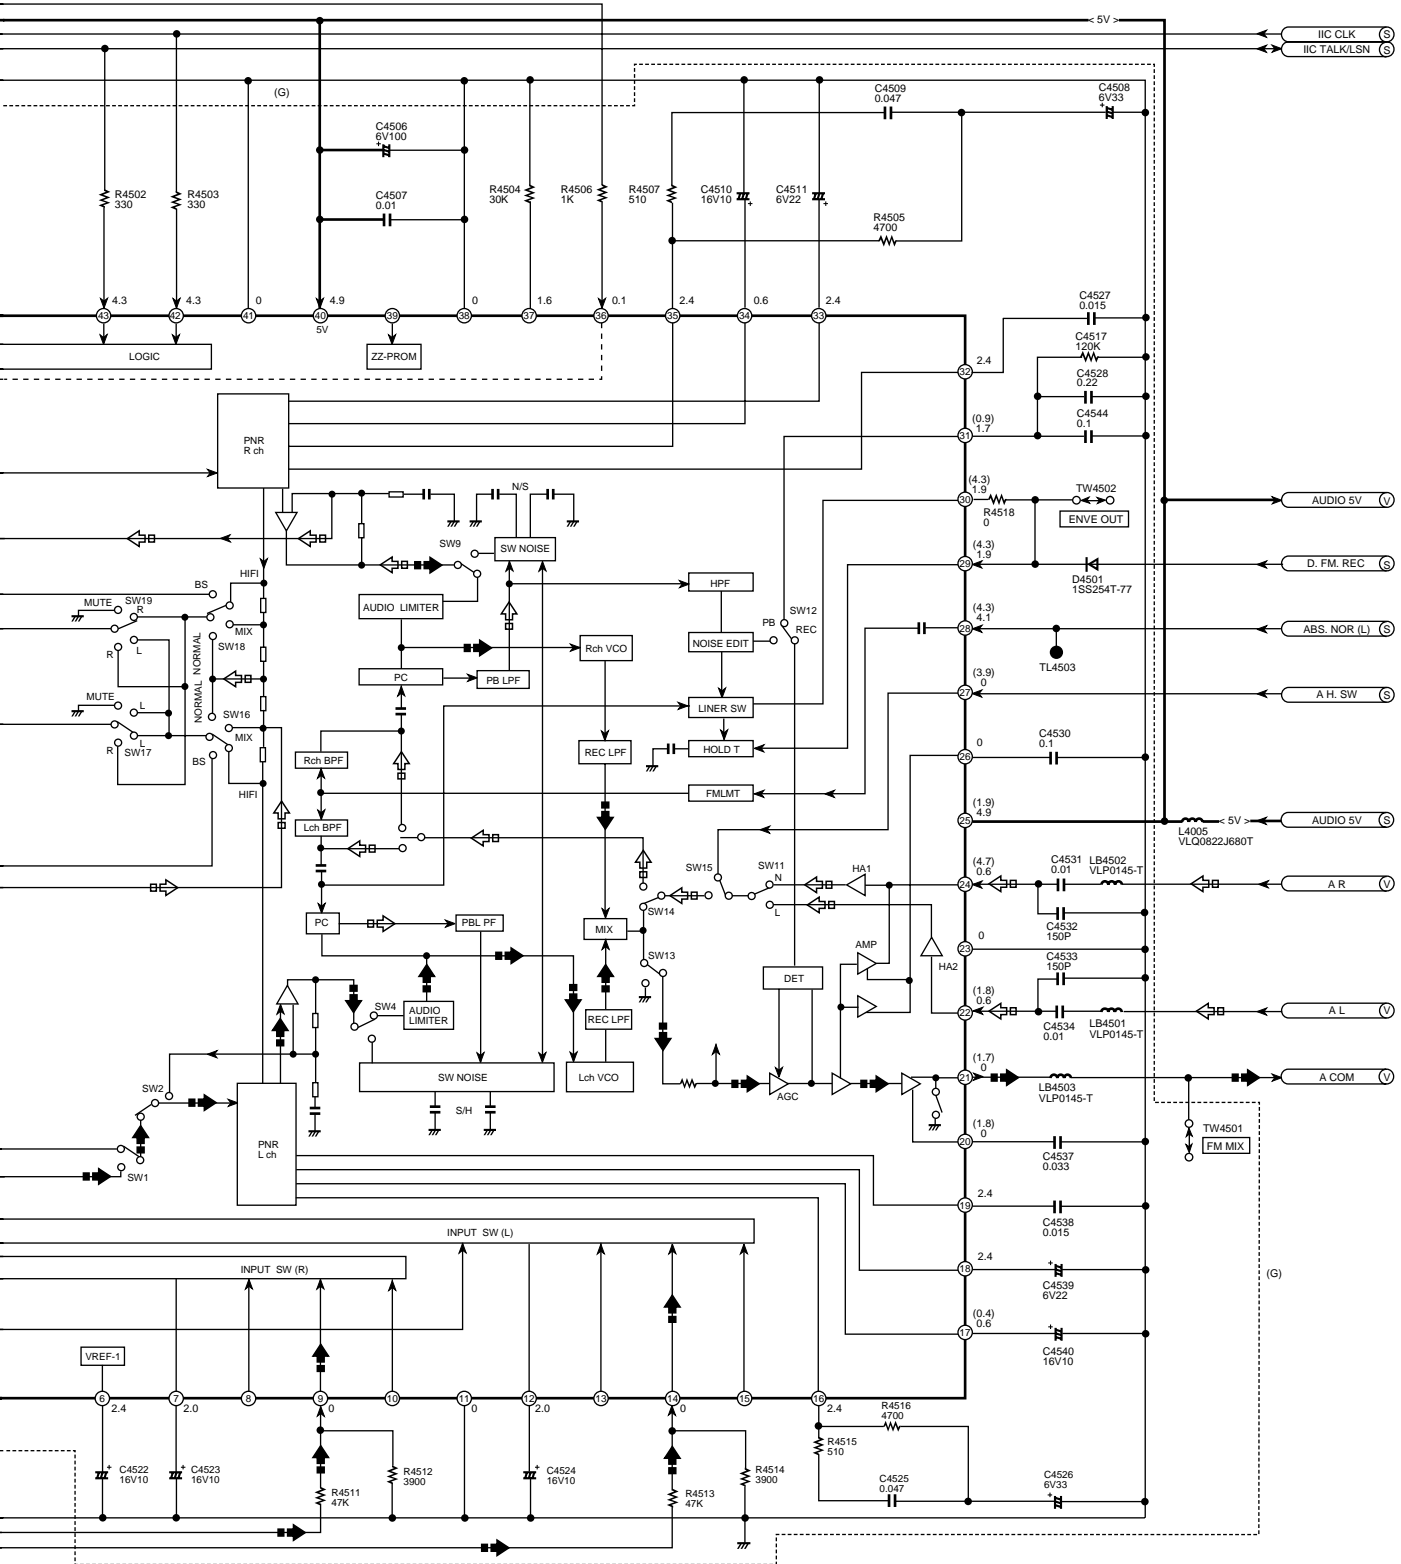 < 5V >
IIC CLK S
IIC TALK/LSN S
(G)
C4509
0.047
C4508
6V33
+
C4506
6V100
+
C4507
0.01
R4502
330
R4503
330
R4504
30K
R4506
1K
R4507
510
C4510
16V10
+
C4511
6V22
+
R4505
4700
4.3
4.3
0
4.9
0
1.6
0.1
2.4
0.6
2.4
43
42
41
40
39
38
37
36
35
34
33
5V
LOGIC
ZZ-PROM
C4527
0.015
C4517
120K
C4528
0.22
C4544
0.1
32
2.4
(0.9)
1.7
31
PNR
R ch
N/S
SW9
SW NOISE
(4.3)
1.9
30
R4518
0
TW4502
ENVE OUT
AUDIO 5V V
(4.3)
1.9
29
D4501
1SS254T-77
D. FM. REC S
HIFI
BS
MUTE
SW19
R
L
R
MIX
SW18
NORMAL
NORMAL
AUDIO LIMITER
HPF
SW12
PB
REC
NOISE EDIT
Rch VCO
PC
PB LPF
(4.3)
4.1
28
TL4503
ABS. NOR (L) S
(3.9)
0
27
A H. SW S
MUTE
L
L
R
SW17
SW16
MIX
BS
HIFI
LINER SW
HOLD T
REC LPF
Rch BPF
FMLMT
Lch BPF
0
26
C4530
0.1
(1.9)
4.9
25
< 5V >
L4005
VLQ0822J680T
AUDIO 5V S
SW15
SW11
N
L
HA1
(4.7)
0.6
24
C4531
0.01
LB4502
VLP0145-T
A R V
C4532
150P
SW14
PC
PBL PF
MIX
SW13
AMP
HA2
0
23
C4533
150P
DET
(1.8)
0.6
22
C4534
0.01
LB4501
VLP0145-T
A L V
SW4
AUDIO
LIMITER
REC LPF
SW NOISE
Lch VCO
S/H
AGC
(1.7)
0
21
LB4503
VLP0145-T
A COM V
SW2
SW1
PNR
L ch
(1.8)
0
20
C4537
0.033
TW4501
FM MIX
2.4
19
C4538
0.015
INPUT SW (L)
INPUT SW (R)
2.4
18
+
C4539
6V22
(G)
(0.4)
0.6
17
+
C4540
16V10
VREF-1
6
7
8
9
10
11
12
13
14
15
16
2.4
2.0
0
0
2.0
0
2.4
R4516
4700
R4515
510
C4525
0.047
C4526
6V33
+
+
C4522
16V10
+
C4523
16V10
R4511
47K
R4512
3900
+
C4524
16V10
R4513
47K
R4514
3900